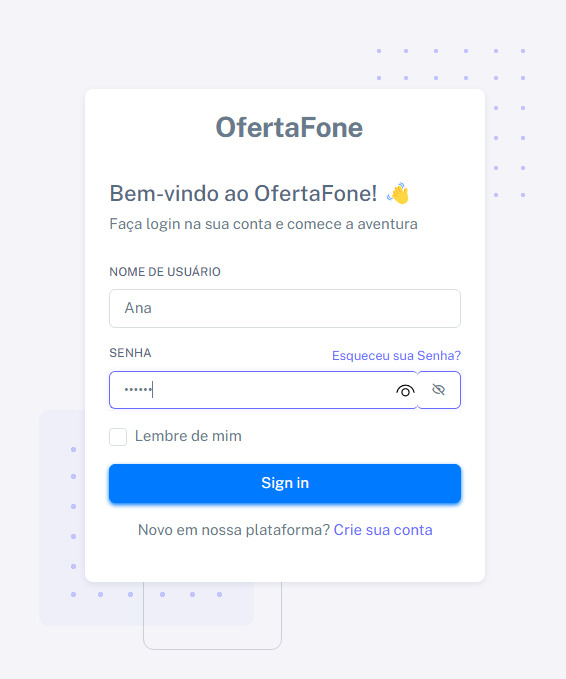 OfertaFone
Bem-vindo ao OfertaFone! 👋
Faça login na sua conta e comece a aventura
NOME DE USUÁRIO
Ana
SENHA
Esqueceu sua Senha?
••••••
Lembre de mim
Sign in
Novo em nossa plataforma? Crie sua conta